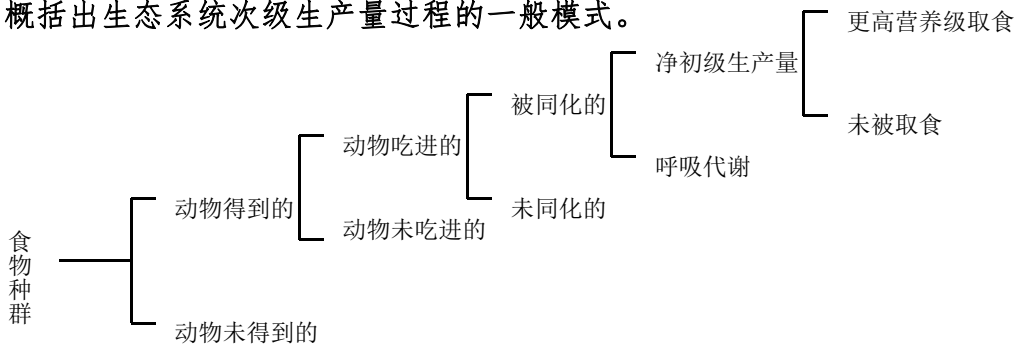 概括出生态系统次级生产量过程的一般模式。
更高营养级取食
净初级生产量
未被取食
被同化的
动物吃进的
呼吸代谢
动物得到的
未同化的
动物未吃进的
食物种群
动物未得到的